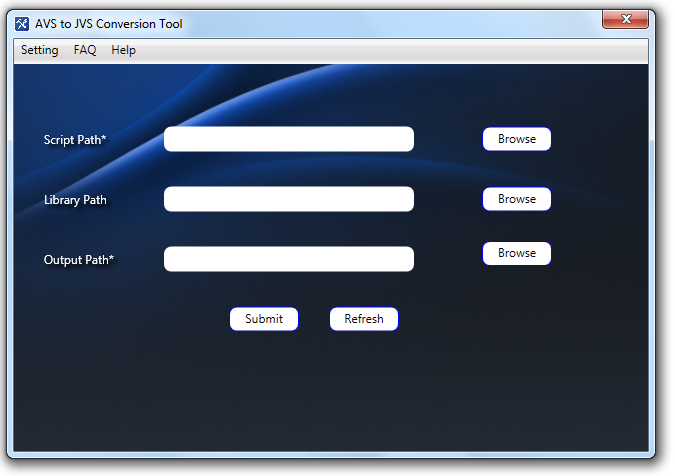 AVS to JVS Conversion Tool
Setting FAQ Help
Script Path* Browse
Library Path Browse
Output Path* Browse
Submit Refresh